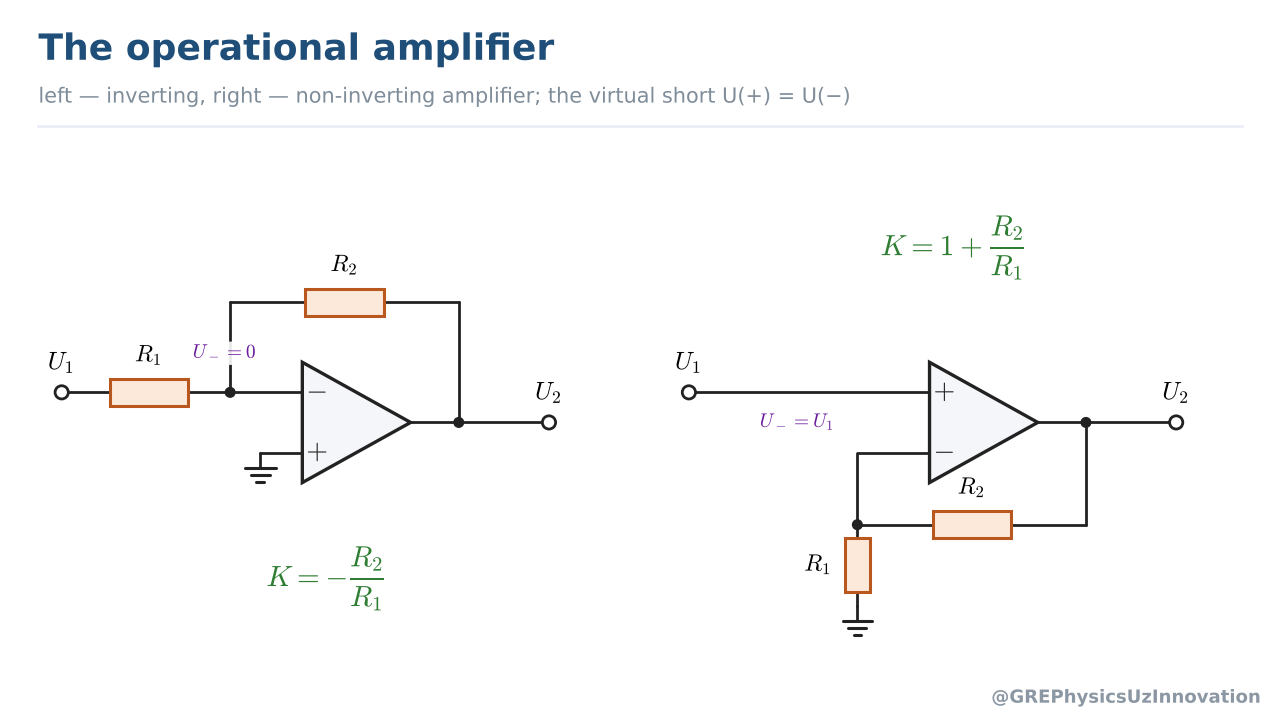 The operational amplifier
left — inverting, right — non-inverting amplifier; the virtual short U(+) = U(−)
K = 1 + R₂/R₁
R₂
U₁
R₁
U₋ = 0
−
+
U₂
K = −R₂/R₁
U₁
U₋ = U₁
+
−
U₂
R₂
R₁
@GREPhysicsUzInnovation